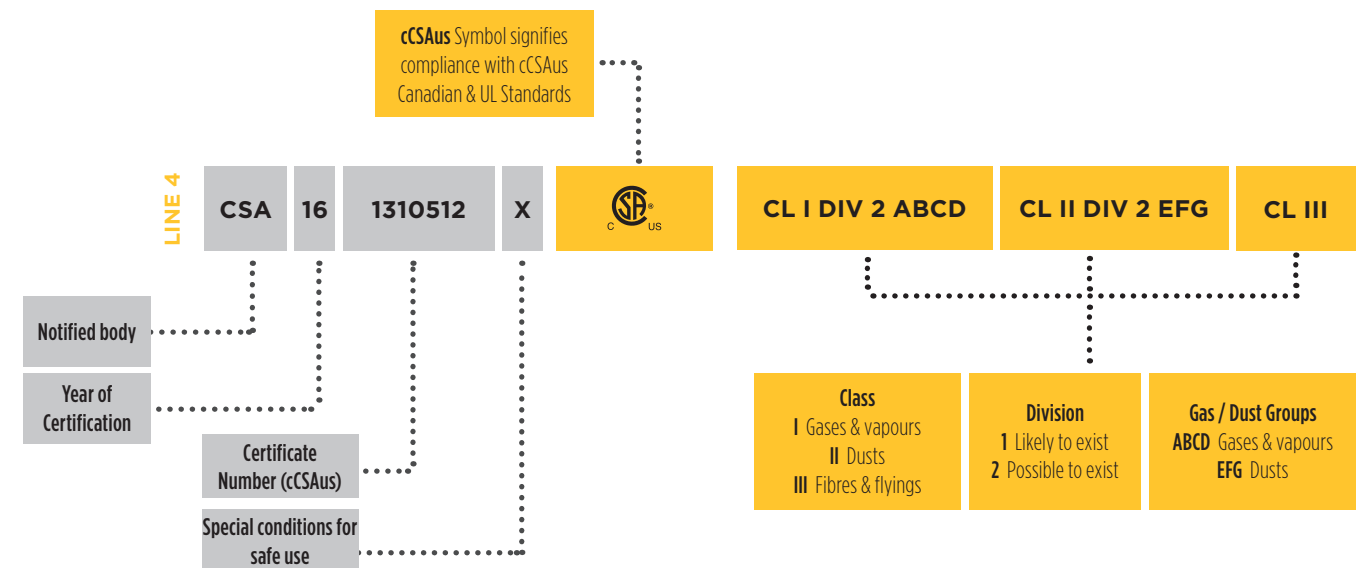 cCSAus Symbol signifies
compliance with cCSAus
Canadian & UL Standards
LINE 4
CSA 16 1310512 X C SA ® US CL I DIV 2 ABCD CL II DIV 2 EFG CL III
Notified body
Year of
Certification
Certificate
Number (cCSAus)
Special conditions for
safe use
Class
I Gases & vapours
II Dusts
III Fibres & flyings
Division
1 Likely to exist
2 Possible to exist
Gas / Dust Groups
ABCD Gases & vapours
EFG Dusts